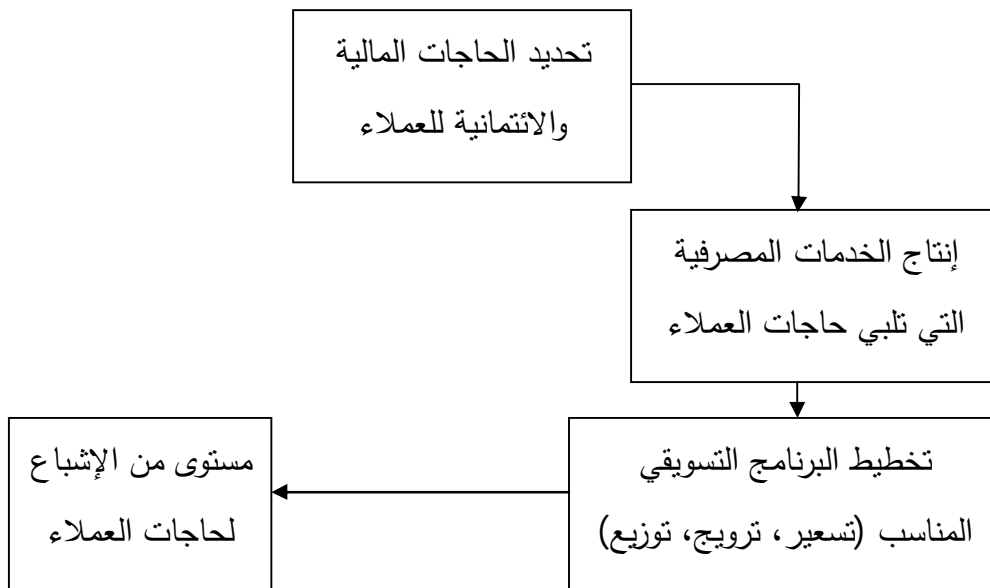 تحديد الحاجات المالية
والائتمانية للعملاء
إنتاج الخدمات المصرفية
التي تلبي حاجات العملاء
تخطيط البرنامج التسويقي
المناسب (تسعير، ترويج، توزيع)
مستوى من الإشباع
لحاجات العملاء